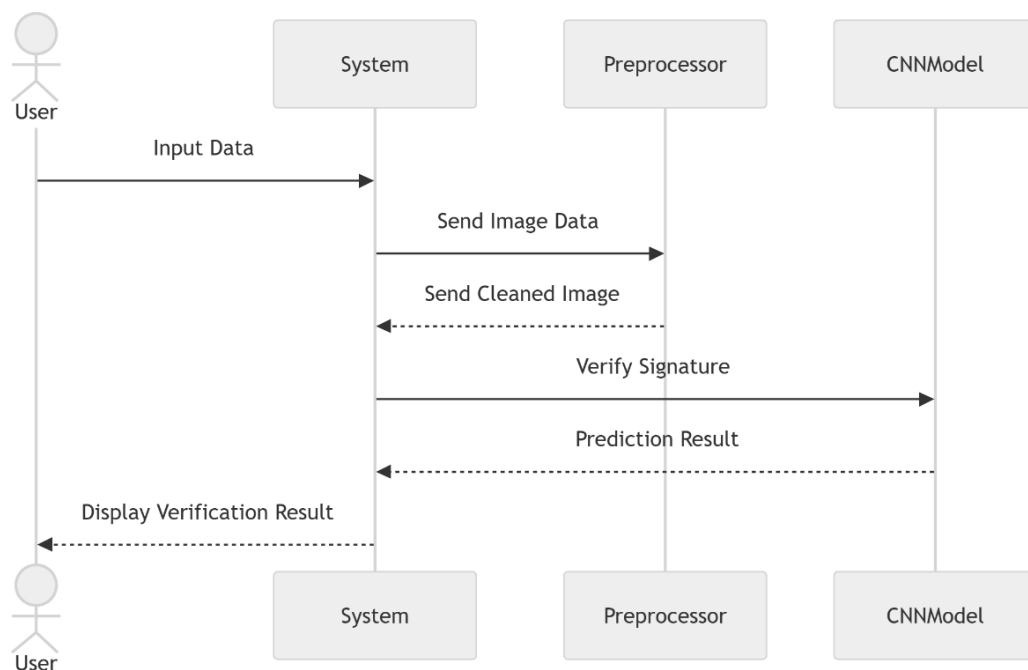 System
Preprocessor
CNNModel
User
Input Data
Send Image Data
Send Cleaned Image
Verify Signature
Prediction Result
Display Verification Result
System
Preprocessor
CNNModel
User